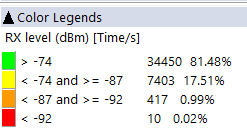 Color Legends
RX level (dBm) [Time/s]
> -74 34450 81.48%
< -74 and >= -87 7403 17.51%
< -87 and >= -92 417 0.99%
< -92 10 0.02%